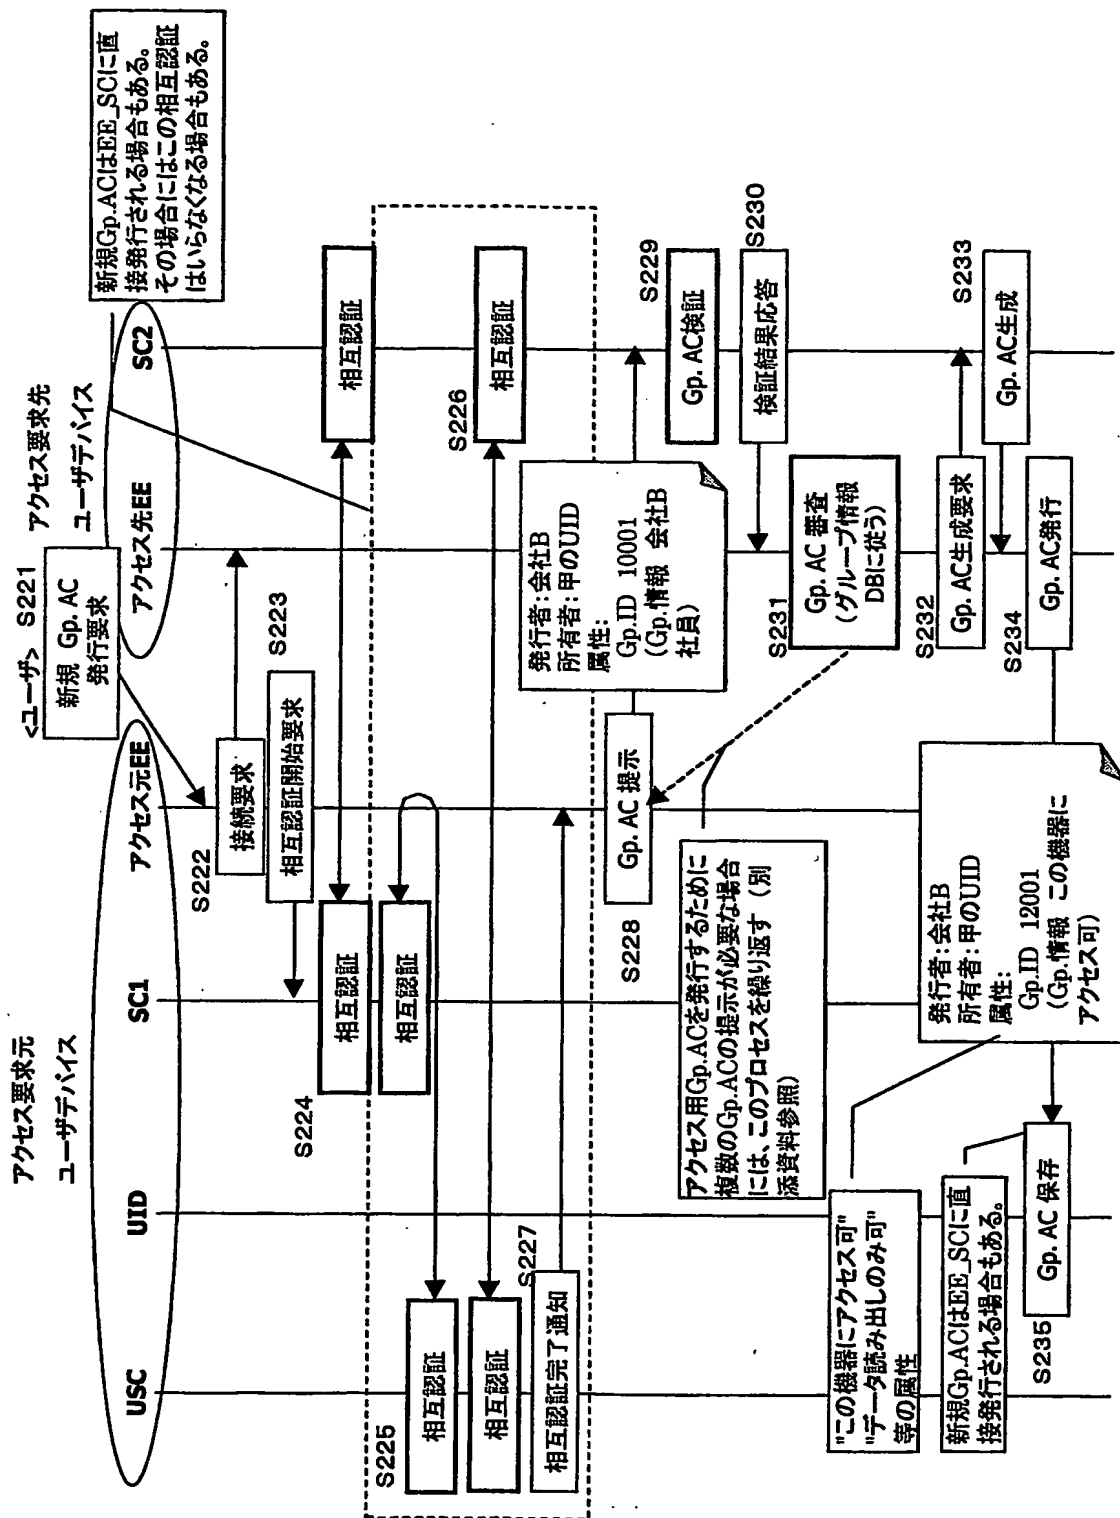 アクセス要求元
ユーザデバイス
USC
UID
SC1
アクセス元EE
<ユーザ> S221
新規 Gp. AC
発行要求
アクセス要求先
ユーザデバイス
アクセス先EE
SC2
新規Gp.ACはEE_SCに直
接発行される場合もある。
その場合にはこの相互認証
はいらなくなる場合もある。
S222
接続要求
S223
相互認証開始要求
S224
相互認証
相互認証
S225
相互認証
相互認証
S226
相互認証
相互認証
S227
相互認証完了通知
S228
Gp. AC 提示
発行者:会社B
所有者:甲のUID
属性:
Gp.ID 10001
(Gp.情報 会社B
社員)
S229
Gp. AC検証
S230
検証結果応答
S231
Gp. AC 審査
(グループ情報
DBに従う)
アクセス用Gp.ACを発行するために
複数のGp.ACの提示が必要な場合
には、このプロセスを繰り返す(別
添資料参照)
S232
Gp. AC生成要求
S233
Gp. AC生成
S234
Gp. AC発行
発行者:会社B
所有者:甲のUID
属性:
Gp.ID 12001
(Gp.情報 この機器に
アクセス可)
"この機器にアクセス可"
"データ読み出しのみ可"
等の属性
新規Gp.ACはEE_SCに直
接発行される場合もある。
S235
Gp. AC 保存